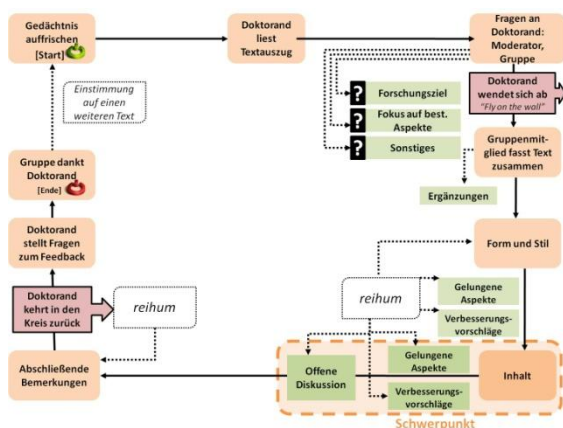 Gedächtnis
auffrischen
[Start]
Doktorand
liest
Textauszug
Fragen an
Doktorand:
Moderator,
Gruppe
Doktorand
wendet sich ab
"Fly on the wall"
? Forschungsziel
? Fokus auf best.
Aspekte
? Sonstiges
Einstimmung
auf einen
weiteren Text
Gruppenmit-
glied fasst Text
zusammen
Ergänzungen
Gruppe dankt
Doktorand
[Ende]
Doktorand
stellt Fragen
zum Feedback
Form und Stil
Doktorand
kehrt in den
Kreis zurück
reihum
reihum
Gelungene
Aspekte
Verbesserungs-
vorschläge
Abschließende
Bemerkungen
Offene
Diskussion
Gelungene
Aspekte
Verbesserungs-
vorschläge
Inhalt
Schwerpunkt